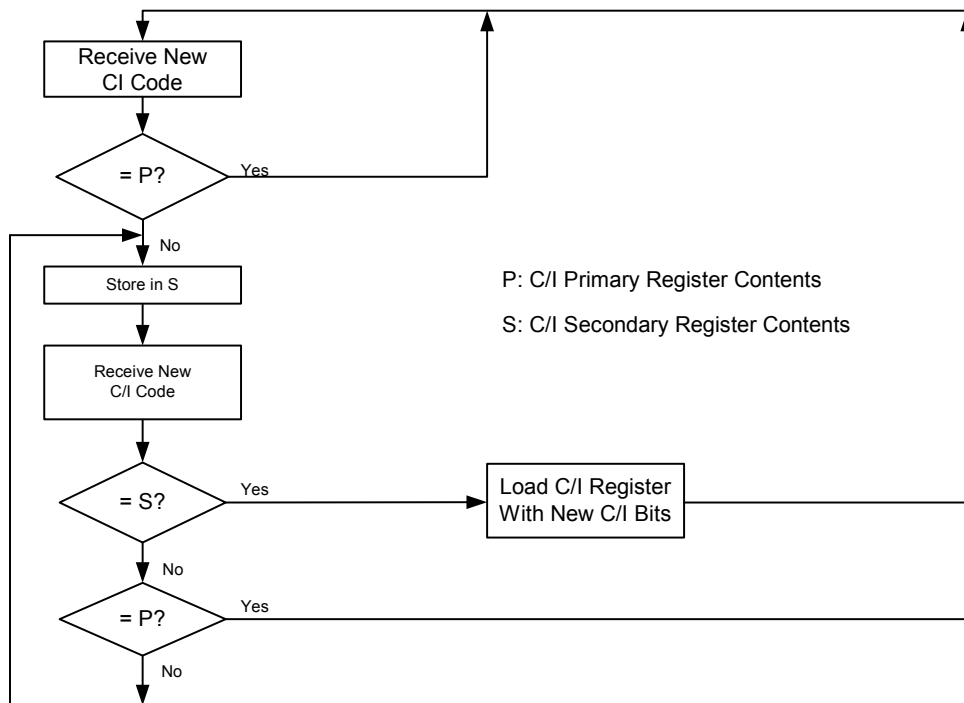 Receive New
CI Code
= P?
Yes
No
Store in S
P: C/I Primary Register Contents
S: C/I Secondary Register Contents
Receive New
C/I Code
= S?
Yes
Load C/I Register
With New C/I Bits
No
= P?
Yes
No